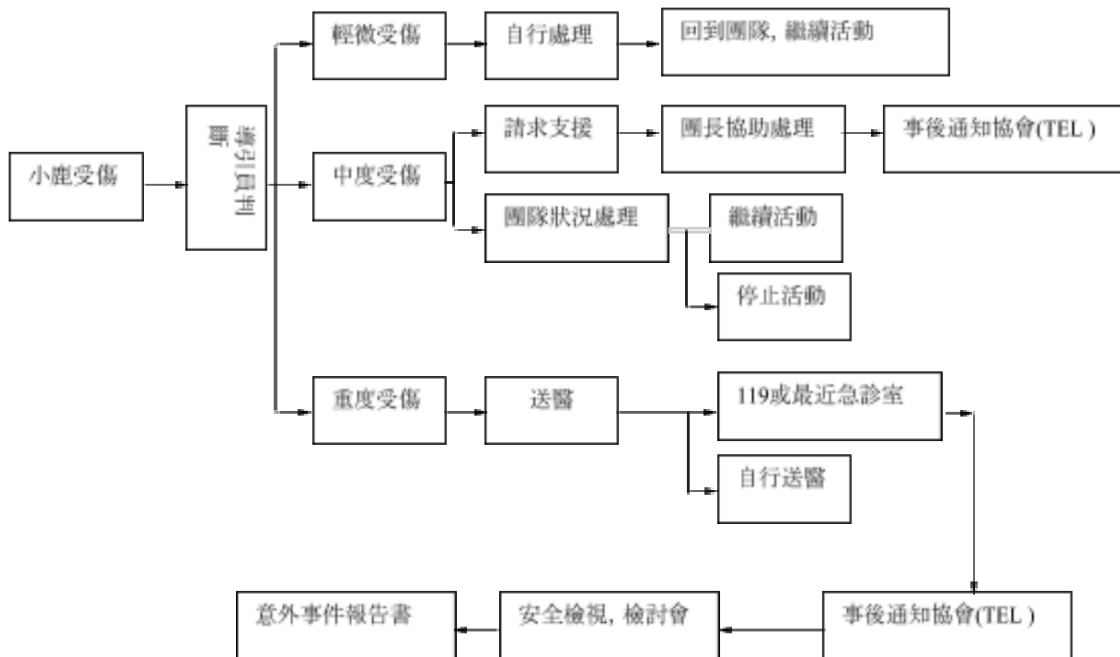 輕微受傷
自行處理
回到團隊, 繼續活動
小鹿受傷
導引員判
斷
中度受傷
請求支援
團長協助處理
事後通知協會(TEL )
團隊狀況處理
繼續活動
停止活動
重度受傷
送醫
119或最近急診室
自行送醫
事後通知協會(TEL )
安全檢視, 檢討會
意外事件報告書